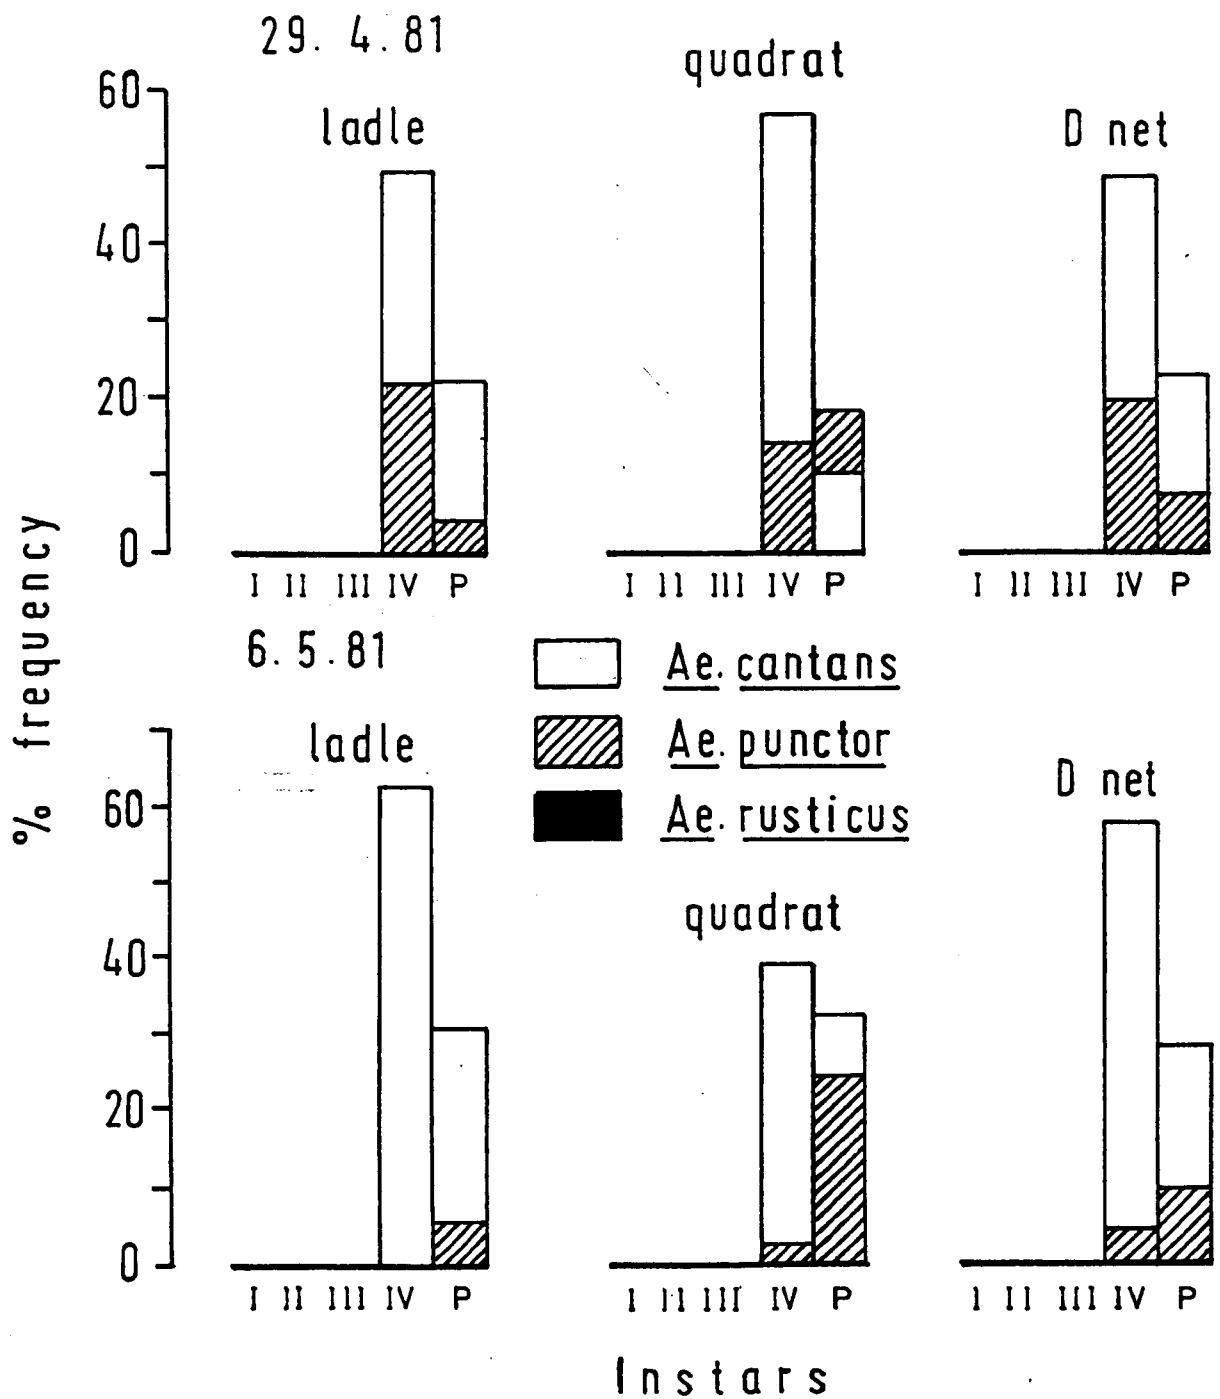 29. 4. 81
ladle
quadrat
D net
60
40
20
0
I II III IV P
I II III IV P
I II III IV P
% frequency
6. 5. 81
Ae. cantans
Ae. punctor
Ae. rusticus
ladle
quadrat
D net
60
40
20
0
I II III IV P
I II III IV P
I II III IV P
Instars